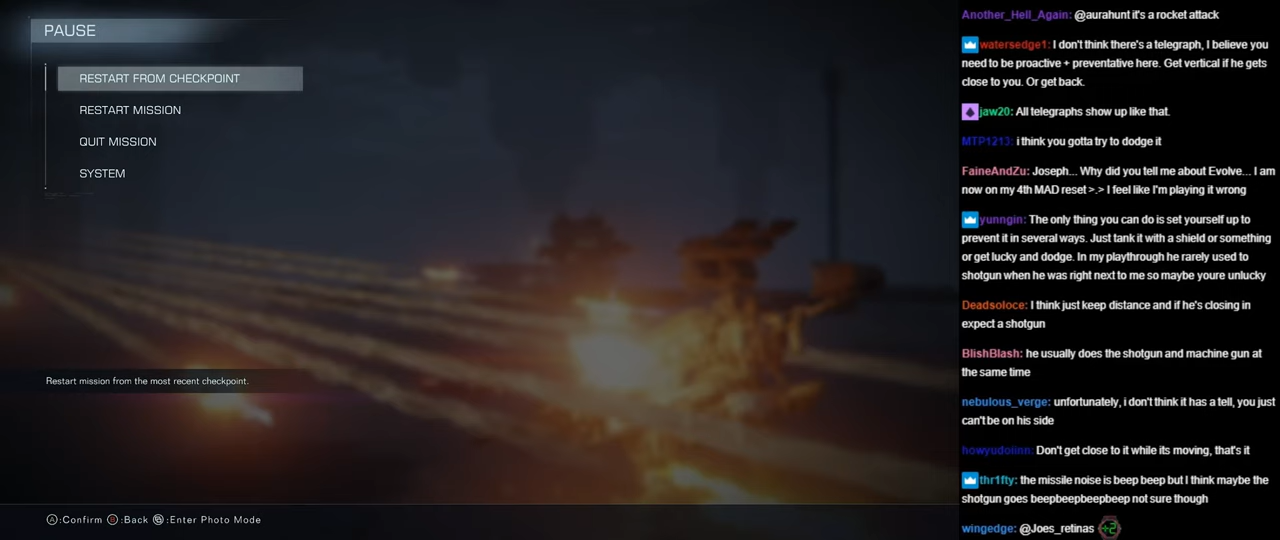 PAUSE
RESTART FROM CHECKPOINT
RESTART MISSION
QUIT MISSION
SYSTEM
Restart mission from the most recent checkpoint.
Ⓐ:Confirm Ⓑ:Back :Enter Photo Mode
Another_Hell_Again: @aurahunt it's a rocket attack
watersedge1: I don't think there's a telegraph, I believe you
need to be proactive + preventative here. Get vertical if he gets
close to you. Or get back.
jaw20: All telegraphs show up like that.
MTP1213: i think you gotta try to dodge it
FaineAndZu: Joseph... Why did you tell me about Evolve... I am
now on my 4th MAD reset >.> I feel like I'm playing it wrong
yunngin: The only thing you can do is set yourself up to
prevent it in several ways. Just tank it with a shield or something
or get lucky and dodge. In my playthrough he rarely used to
shotgun when he was right next to me so maybe youre unlucky
Deadsoloce: I think just keep distance and if he's closing in
expect a shotgun
BlishBlash: he usually does the shotgun and machine gun at
the same time
nebulous_verge: unfortunately, i don't think it has a tell, you just
can't be on his side
howyudoiinn: Don't get close to it while its moving, that's it
thr1fty: the missile noise is beep beep but I think maybe the
shotgun goes beepbeepbeepbeep not sure though
wingedge: @Joes_retinas +2